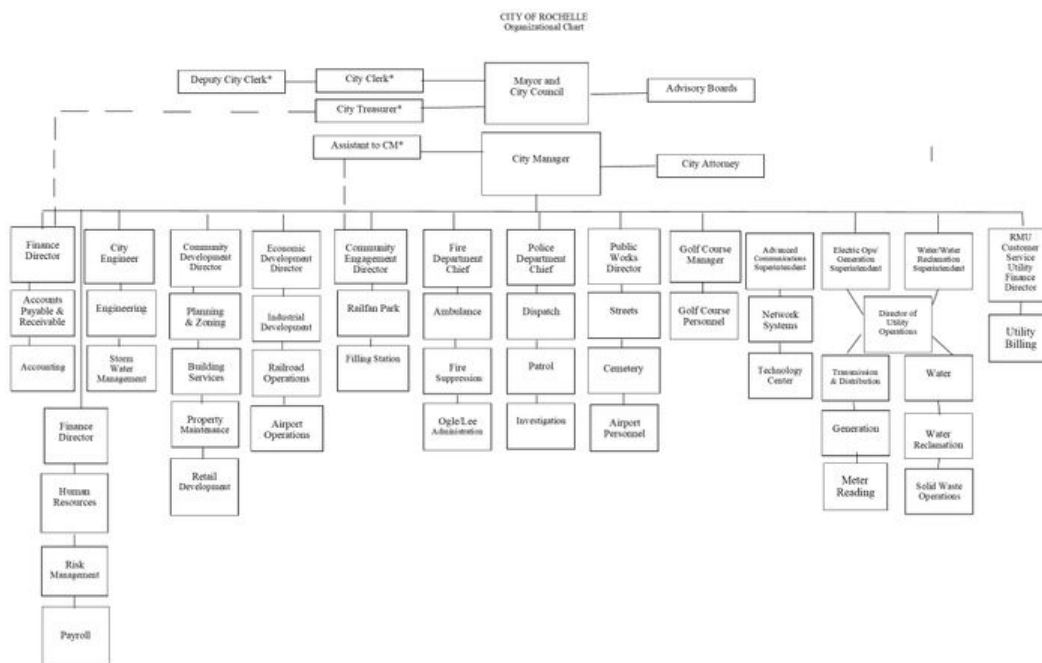 CITY OF ROCHELLE
Organizational Chart
Deputy City Clerk*
City Clerk*
Mayor and
City Council
Advisory Boards
City Treasurer*
Assistant to CM*
City Manager
City Attorney
Finance
Director
Accounts
Payable &
Receivable
Accounting
Finance
Director
Human
Resources
Risk
Management
Payroll
City
Engineer
Engineering
Storm
Water
Management
Community
Development
Director
Planning
& Zoning
Building
Services
Property
Maintenance
Retail
Development
Economic
Development
Director
Industrial
Development
Railroad
Operations
Airport
Operations
Community
Engagement
Director
Railfan Park
Filling Station
Fire
Department
Chief
Ambulance
Fire
Suppression
Ogle/Lee
Administration
Police
Department
Chief
Dispatch
Patrol
Investigation
Public
Works
Director
Streets
Cemetery
Airport
Personnel
Golf Course
Manager
Golf Course
Personnel
Advanced
Communications
Superintendent
Network
Systems
Technology
Center
Electric Ops/
Generation
Superintendent
Water/Water
Reclamation
Superintendent
Director of
Utility
Operations
Transmission
& Distribution
Generation
Meter
Reading
Water
Water
Reclamation
Solid Waste
Operations
RMU
Customer
Service
Utility
Finance
Director
Utility
Billing